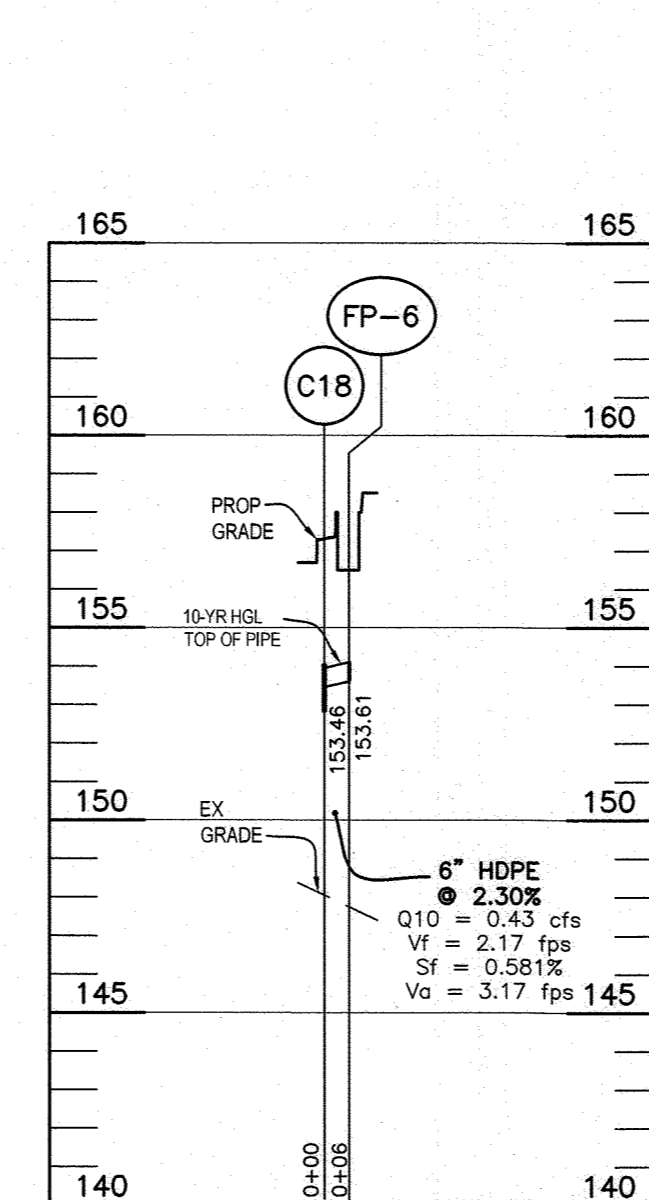 165 165
FP-6
C18
160 160
PROP
GRADE
155 155
10-YR HGL
TOP OF PIPE
153.46
153.61
150 150
EX
GRADE
6" HDPE
@ 2.30%
Q10 = 0.43 cfs
Vf = 2.17 fps
Sf = 0.581%
Va = 3.17 fps
145 145
0+00
0+06
140 140